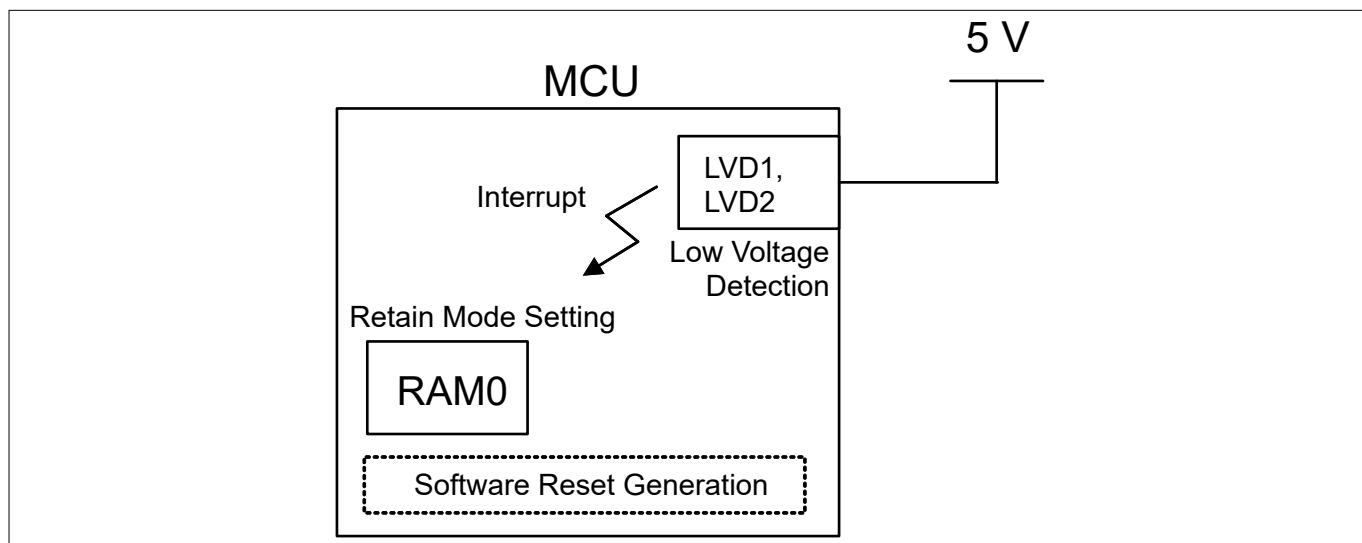 5 V
MCU
LVD1,
LVD2
Interrupt
Low Voltage
Detection
Retain Mode Setting
RAM0
Software Reset Generation